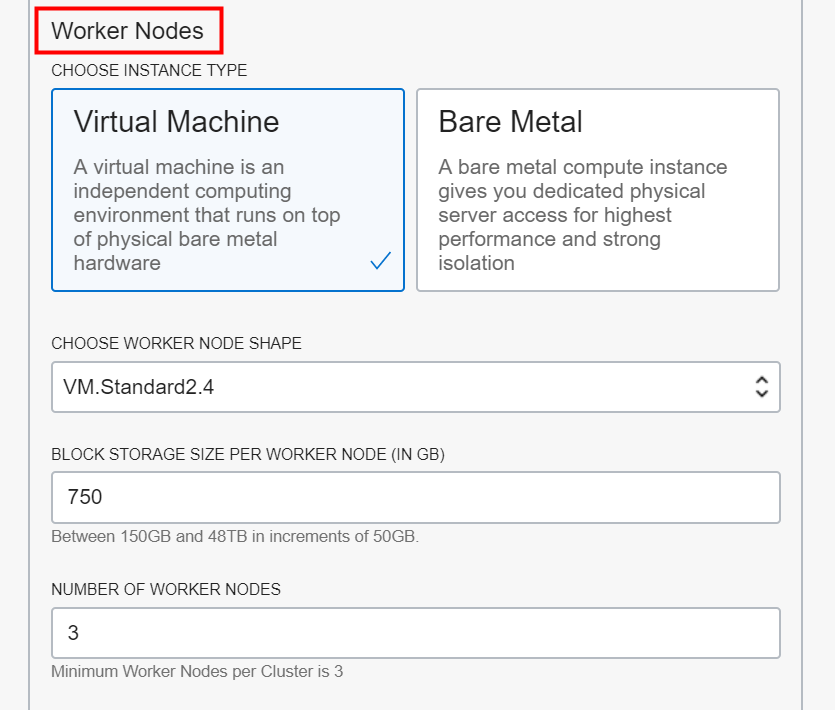 Worker Nodes
CHOOSE INSTANCE TYPE
Virtual Machine
A virtual machine is an
independent computing
environment that runs on top
of physical bare metal
hardware
Bare Metal
A bare metal compute instance
gives you dedicated physical
server access for highest
performance and strong
isolation
CHOOSE WORKER NODE SHAPE
VM.Standard2.4
BLOCK STORAGE SIZE PER WORKER NODE (IN GB)
750
Between 150GB and 48TB in increments of 50GB.
NUMBER OF WORKER NODES
3
Minimum Worker Nodes per Cluster is 3